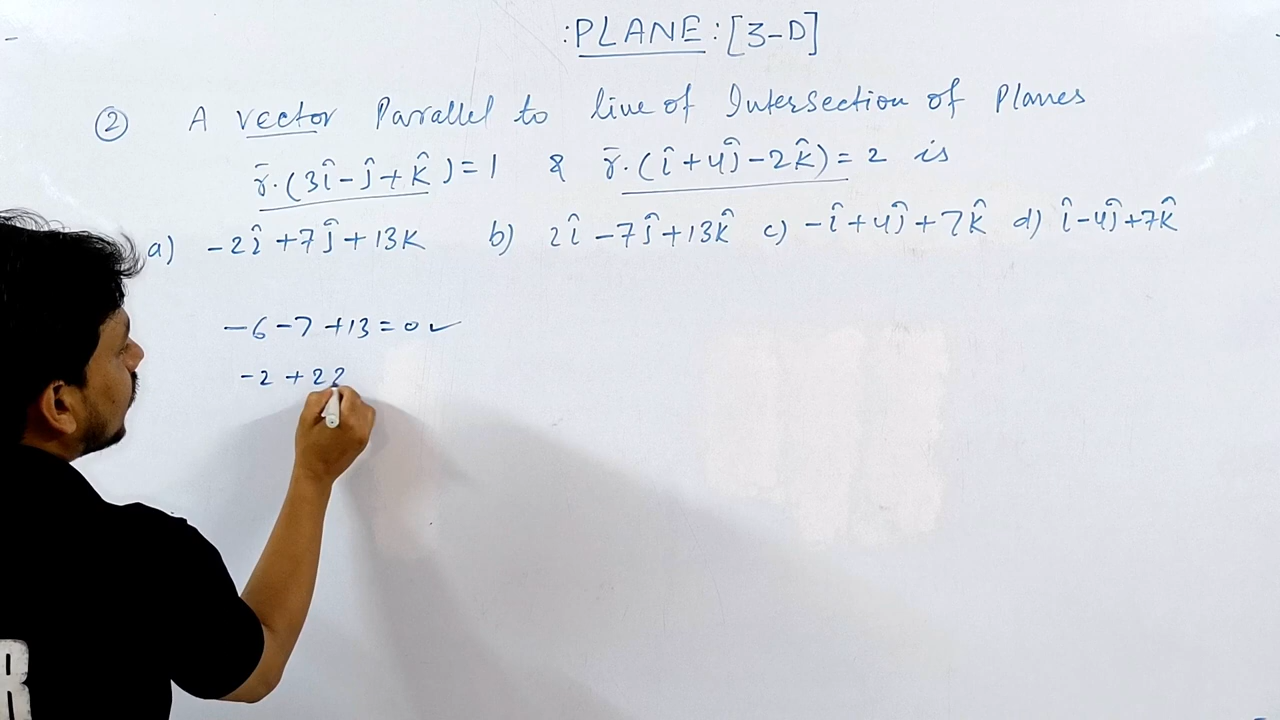 :PLANE: [3-D]
② A vector Parallel to line of Intersection of Planes
r̄.(3î-ĵ+k̂)=1 & r̄.(î+4ĵ-2k̂)=2 is
a) -2î+7ĵ+13k b) 2î-7ĵ+13k̂ c) -î+4ĵ+7k̂ d) î-4ĵ+7k̂
-6-7+13=0✓
-2+28
R